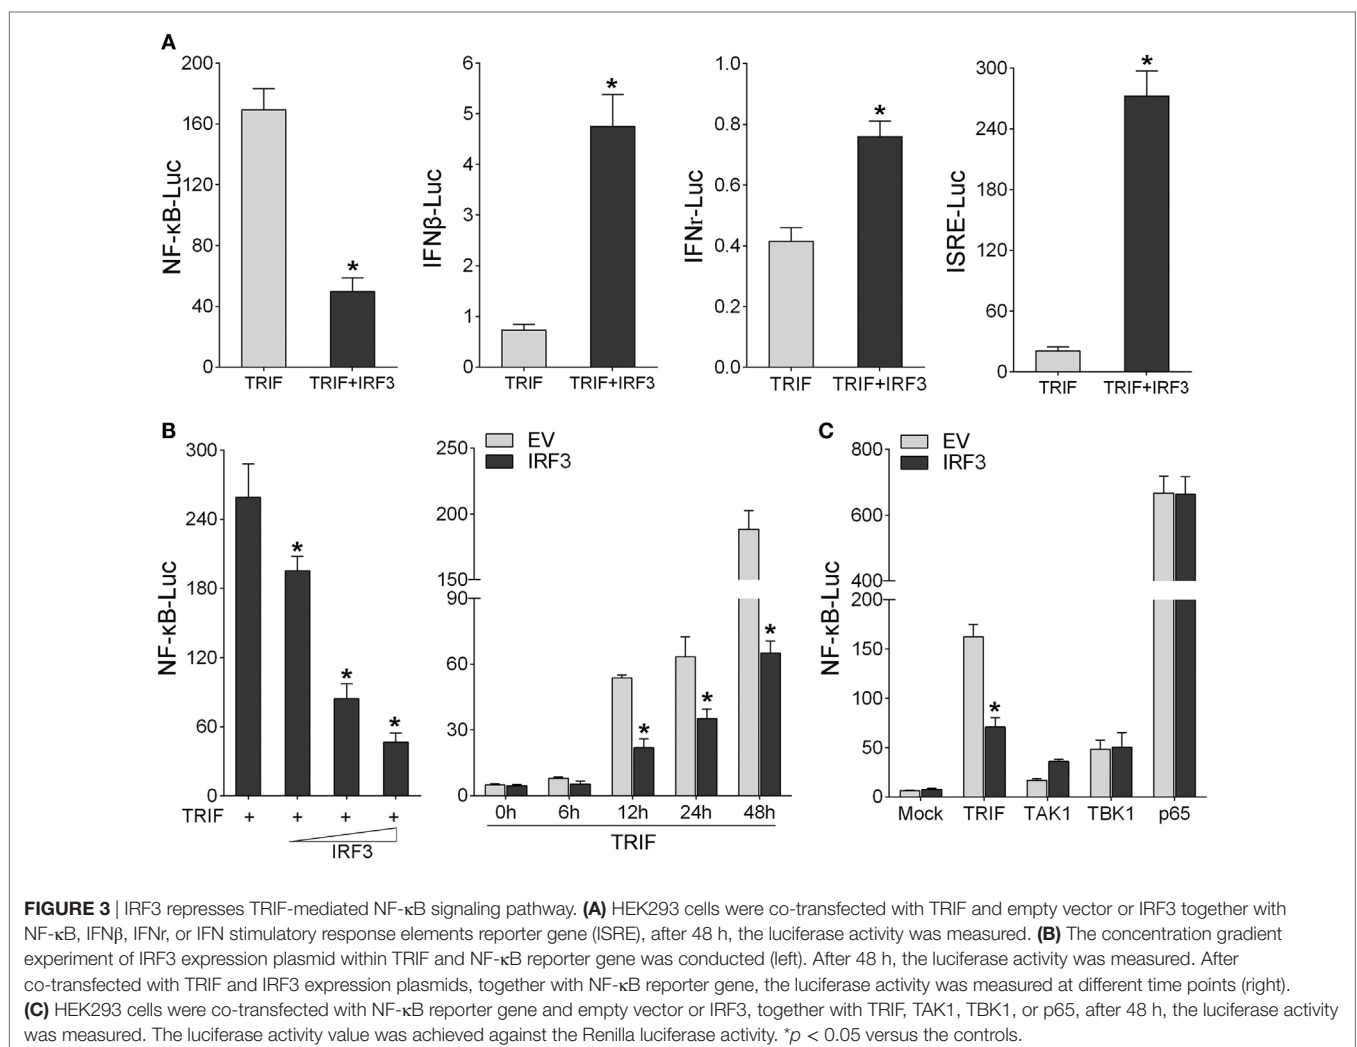 A
NF-κB-Luc
200
160
120
80
40
0
*
TRIF
TRIF+IRF3
IFNβ-Luc
6
5
4
3
2
1
0
*
TRIF
TRIF+IRF3
IFNr-Luc
1.0
0.8
0.6
0.4
0.2
0.0
*
TRIF
TRIF+IRF3
ISRE-Luc
300
240
180
120
60
0
*
TRIF
TRIF+IRF3
B
NF-κB-Luc
300
240
180
120
60
0
*
*
*
TRIF + + + +
IRF3
EV
IRF3
250
200
150
90
60
30
0
*
*
*
0h 6h 12h 24h 48h
TRIF
C
EV
IRF3
NF-κB-Luc
800
600
400
200
150
100
50
0
*
Mock TRIF TAK1 TBK1 p65
FIGURE 3 | IRF3 represses TRIF-mediated NF-κB signaling pathway. (A) HEK293 cells were co-transfected with TRIF and empty vector or IRF3 together with
NF-κB, IFNβ, IFNr, or IFN stimulatory response elements reporter gene (ISRE), after 48 h, the luciferase activity was measured. (B) The concentration gradient
experiment of IRF3 expression plasmid within TRIF and NF-κB reporter gene was conducted (left). After 48 h, the luciferase activity was measured. After
co-transfected with TRIF and IRF3 expression plasmids, together with NF-κB reporter gene, the luciferase activity was measured at different time points (right).
(C) HEK293 cells were co-transfected with NF-κB reporter gene and empty vector or IRF3, together with TRIF, TAK1, TBK1, or p65, after 48 h, the luciferase activity
was measured. The luciferase activity value was achieved against the Renilla luciferase activity. *p < 0.05 versus the controls.